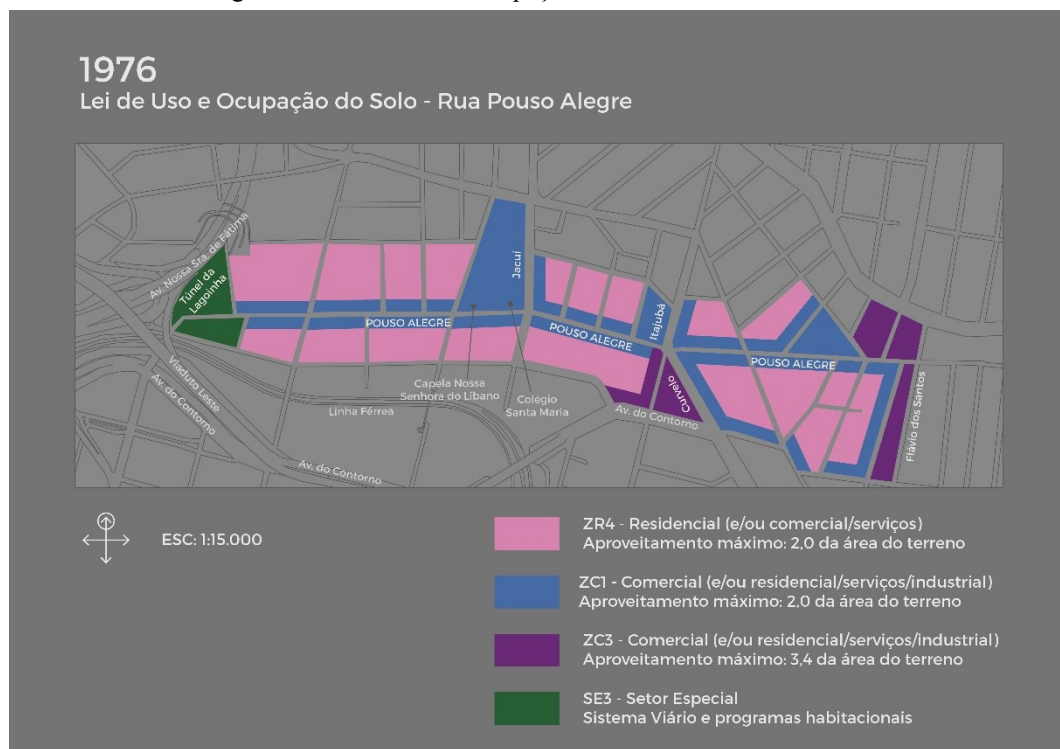 1976
Lei de Uso e Ocupação do Solo - Rua Pouso Alegre
Av. Nossa Sra. de Fátima
Túnel da
Lagoinha
Jacuí
Itajubá
POUSO ALEGRE
POUSO ALEGRE
POUSO ALEGRE
Capela Nossa
Senhora do Líbano
Colégio
Santa Maria
Curvelo
Flávio dos Santos
Viaduto Leste
Av. do Contorno
Linha Férrea
Av. do Contorno
Av. do Contorno
ESC: 1:15.000
ZR4 - Residencial (e/ou comercial/serviços)
Aproveitamento máximo: 2,0 da área do terreno
ZC1 - Comercial (e/ou residencial/serviços/industrial)
Aproveitamento máximo: 2,0 da área do terreno
ZC3 - Comercial (e/ou residencial/serviços/industrial)
Aproveitamento máximo: 3,4 da área do terreno
SE3 - Setor Especial
Sistema Viário e programas habitacionais